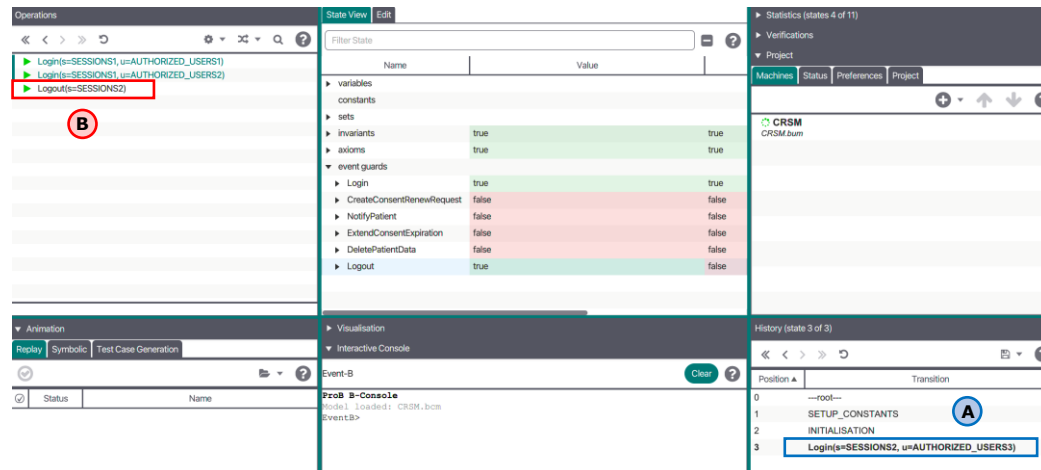 Operations
Login(s=SESSIONS1, u=AUTHORIZED_USERS1)
Login(s=SESSIONS1, u=AUTHORIZED_USERS2)
Logout(s=SESSIONS2)
B
State View Edit
Filter State
Name Value
variables
constants
sets
invariants true true
axioms true true
event guards
Login true true
CreateConsentRenewRequest false false
NotifyPatient false false
ExtendConsentExpiration false false
DeletePatientData false false
Logout true false
Statistics (states 4 of 11)
Verifications
Project
Machines Status Preferences Project
CRSM
CRSM.bum
Animation
Replay Symbolic Test Case Generation
Status Name
Visualisation
Interactive Console
Event-B Clear
ProB B-Console
Model loaded: CRSM.bcm
EventB>
History (state 3 of 3)
Position Transition
0 ---root---
1 SETUP_CONSTANTS
2 INITIALISATION
3 Login(s=SESSIONS2, u=AUTHORIZED_USERS3)
A